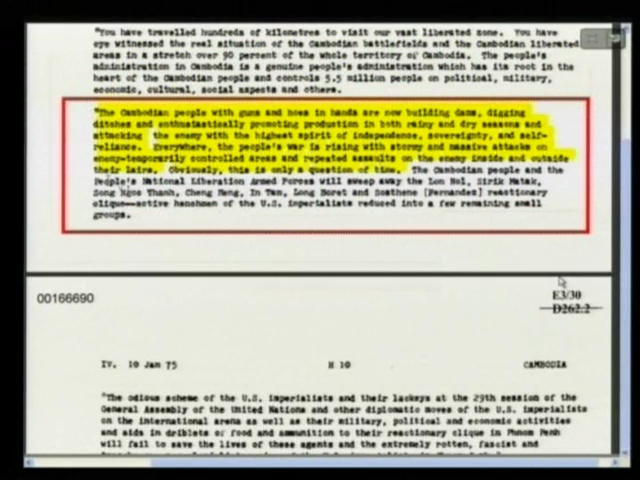 "You have travelled hundreds of kilometres to visit our vast liberated zone. You have
eye witnessed the real situation of the Cambodian battlefields and the Cambodian liberated
areas in a stretch over 90 percent of the whole territory of Cambodia. The people's
administration in Cambodia is a genuine people's administration which has its root in the
heart of the Cambodian people and controls 5.5 million people on political, military,
economic, cultural, social aspects and others.
"The Cambodian people with guns and hoes in hands are now building dams, digging
ditches and enthusiastically promoting production in both rainy and dry seasons and
attacking the enemy with the highest spirit of independence, sovereignty, and self-
reliance. Everywhere, the people's war is rising with stormy and massive attacks on
enemy-temporarily controlled areas and repeated assaults on the enemy inside and outside
their lairs. Obviously, this is only a question of time. The Cambodian people and the
People's National Liberation Armed Forces will sweep away the Lon Nol, Sirik Matak,
Song Ngoc Thanh, Cheng Heng, In Tam, Long Boret and Sosthene [Fernandez] reactionary
clique--active henchmen of the U.S. imperialists reduced into a few remaining small
groups.
00166690
E3/30
D262.2
IV. 10 Jan 75 H 10 CAMBODIA
"The odious scheme of the U.S. imperialists and their lackeys at the 29th session of the
General Assembly of the United Nations and other diplomatic moves of the U.S. imperialists
on the international arena as well as their military, political and economic activities
and aids in driblets of food and ammunition to their reactionary clique in Phnom Penh
will fail to save the lives of these agents and the extremely rotten, fascist and